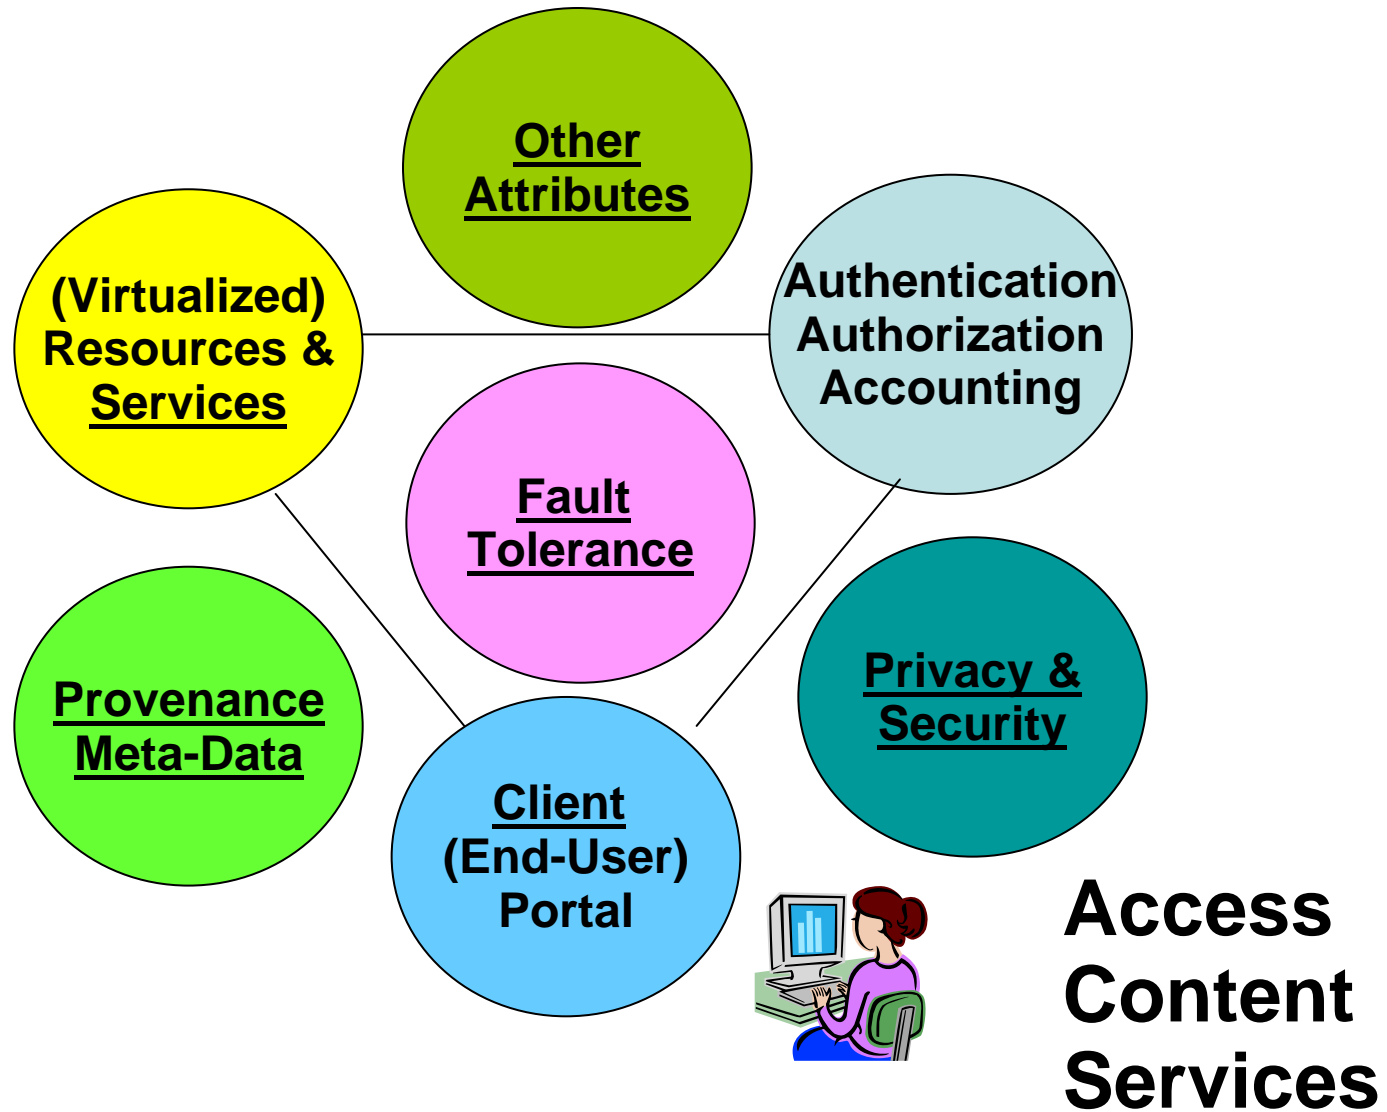 Other
Attributes
(Virtualized)
Resources &
Services
Authentication
Authorization
Accounting
Fault
Tolerance
Provenance
Meta-Data
Privacy &
Security
Client
(End-User)
Portal
Access
Content
Services